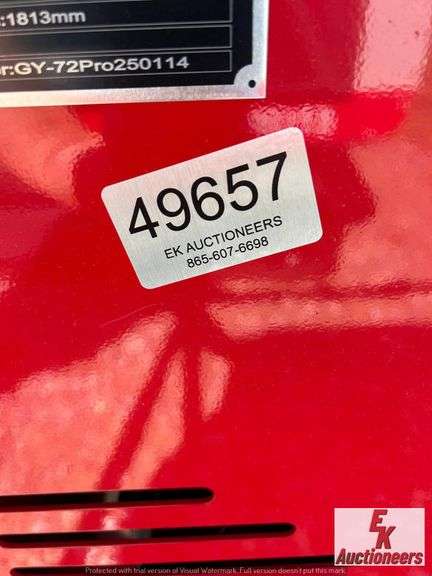 :1813mm
r:GY-72Pro250114
49657
EK AUCTIONEERS
865-607-6698
EK
Auctioneers
Protected with trial version of Visual Watermark. Full version doesn't put this mark.